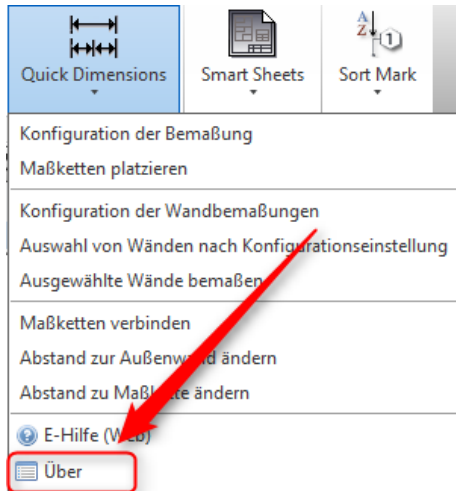 Quick Dimensions
Smart Sheets
A
Z
1
Sort Mark
Konfiguration der Bemaßung
Maßketten platzieren
Konfiguration der Wandbemaßungen
Auswahl von Wänden nach Konfigurationseinstellung
Ausgewählte Wände bemaßen
Maßketten verbinden
Abstand zur Außenwand ändern
Abstand zu Maßkette ändern
E-Hilfe (Web)
Über